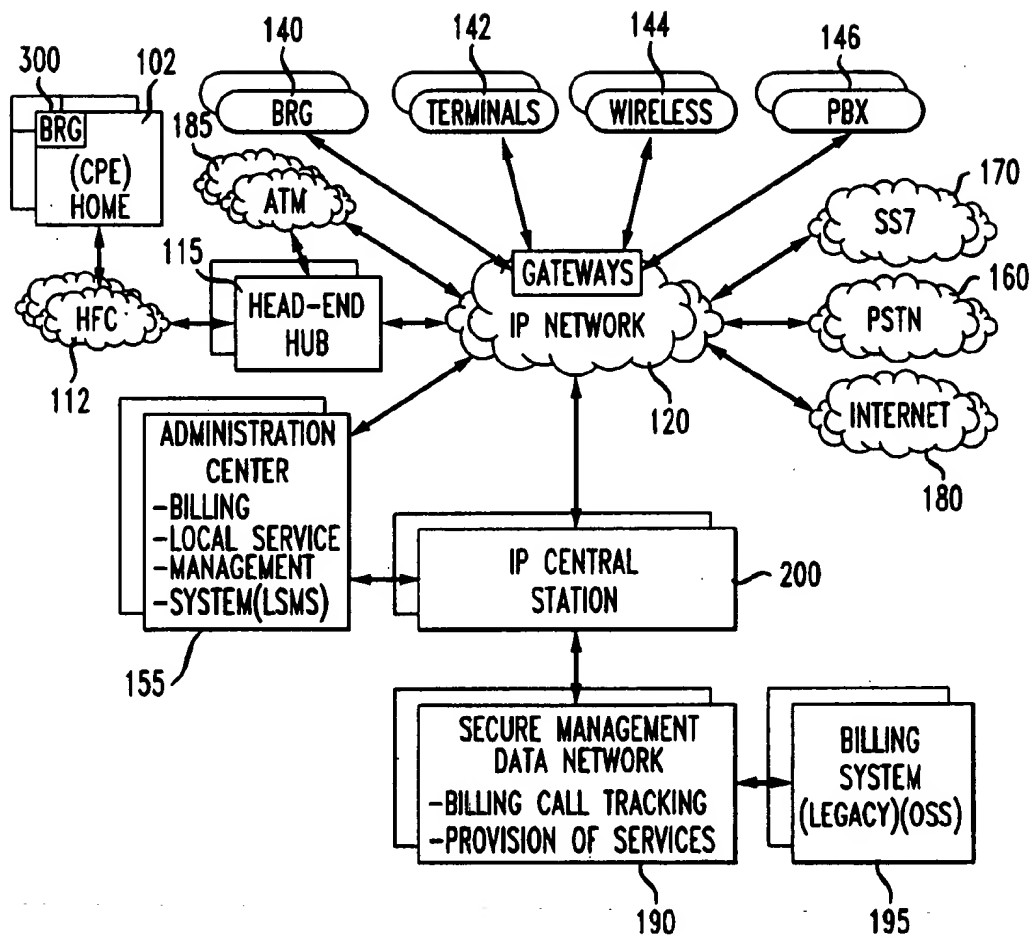 300
102
140
142
144
146
BRG
(CPE)
HOME
BRG
TERMINALS
WIRELESS
PBX
185
ATM
170
SS7
115
GATEWAYS
HFC
HEAD-END
HUB
IP NETWORK
160
PSTN
112
120
INTERNET
180
ADMINISTRATION
CENTER
-BILLING
-LOCAL SERVICE
-MANAGEMENT
-SYSTEM(LSMS)
155
IP CENTRAL
STATION
200
SECURE MANAGEMENT
DATA NETWORK
-BILLING CALL TRACKING
-PROVISION OF SERVICES
190
BILLING
SYSTEM
(LEGACY)(OSS)
195